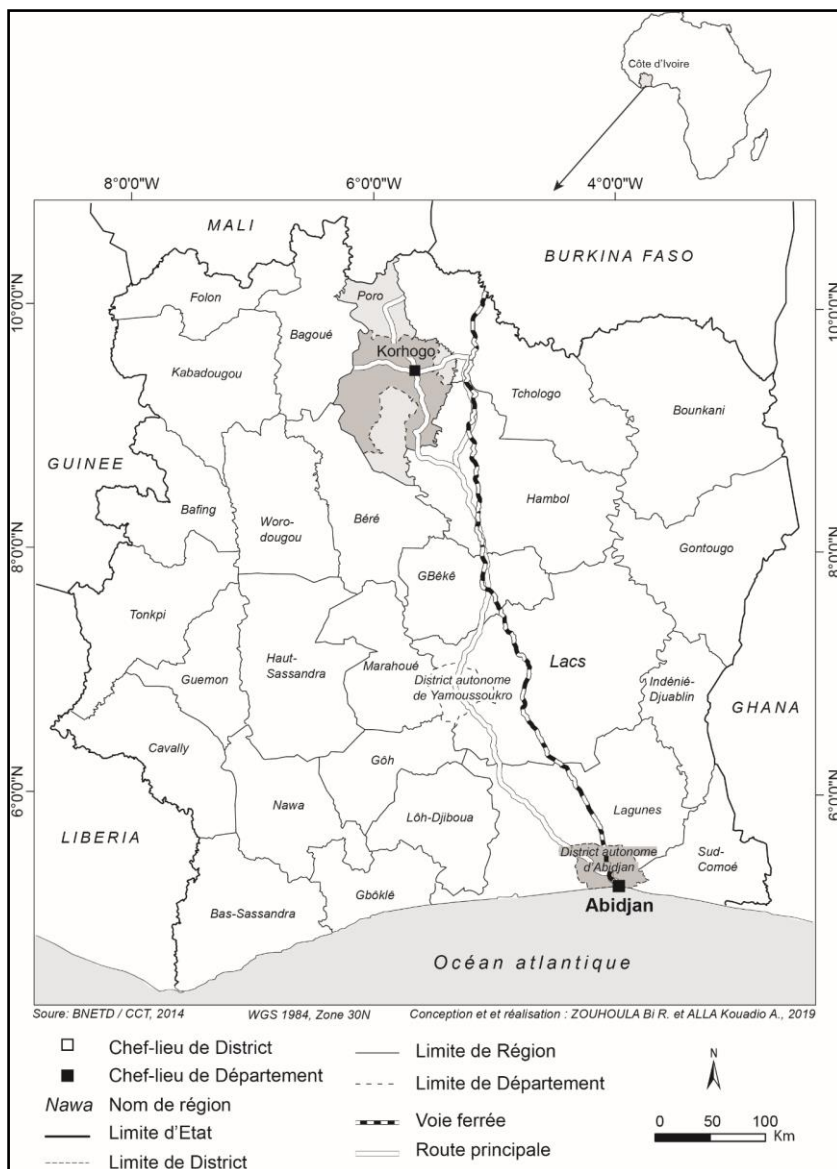 Côte d'Ivoire
8°0'0"W
6°0'0"W
4°0'0"W
MALI
BURKINA FASO
10°0'0"N
10°0'0"N
Folon
Poro
Bagoué
Korhogo
Kabadougou
Tchologo
Bounkani
GUINEE
Hambol
Bafing
Woro-
dougou
Béré
8°0'0"N
8°0'0"N
Gontougo
GBêkê
Tonkpi
Haut-
Sassandra
Marahoué
Lacs
Guemon
District autonome
de Yamoussoukro
Indénié-
Djuablin
GHANA
Cavally
Gôh
6°0'0"N
6°0'0"N
Nawa
Lôh-Djiboua
Lagunes
LIBERIA
District autonome
d'Abidjan
Sud-
Comoé
Gbôklê
Bas-Sassandra
Abidjan
Océan atlantique
Soure: BNETD / CCT, 2014 WGS 1984, Zone 30N Conception et et réalisation : ZOUHOULA Bi R. et ALLA Kouadio A., 2019
Chef-lieu de District
Chef-lieu de Département
Nawa Nom de région
Limite d'Etat
Limite de District
Limite de Région
Limite de Département
Voie ferrée
Route principale
N
0 50 100
Km